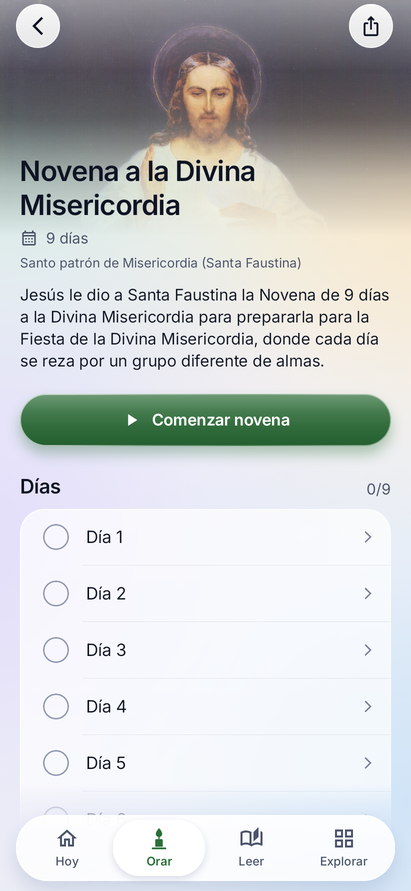 Novena a la Divina
Misericordia
9 días
Santo patrón de Misericordia (Santa Faustina)
Jesús le dio a Santa Faustina la Novena de 9 días
a la Divina Misericordia para prepararla para la
Fiesta de la Divina Misericordia, donde cada día
se reza por un grupo diferente de almas.
Comenzar novena
Días 0/9
Día 1
Día 2
Día 3
Día 4
Día 5
Hoy Orar Leer Explorar